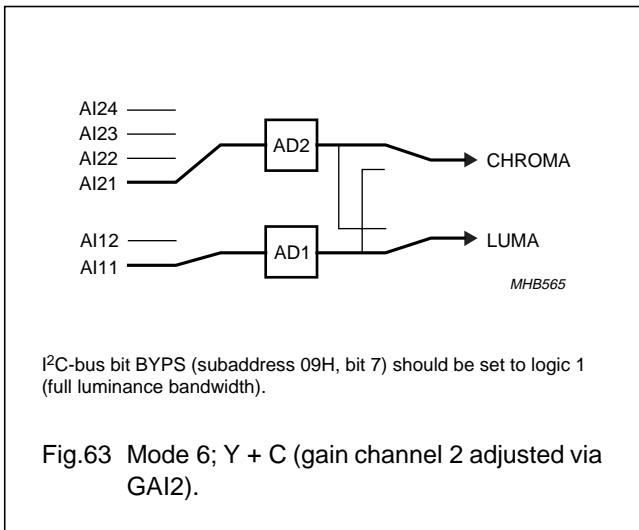 AI24
AI23
AI22
AI21
AD2
CHROMA
AI12
AI11
AD1
LUMA
MHB565
I²C-bus bit BYPS (subaddress 09H, bit 7) should be set to logic 1
(full luminance bandwidth).
Fig.63 Mode 6; Y + C (gain channel 2 adjusted via
GAI2).